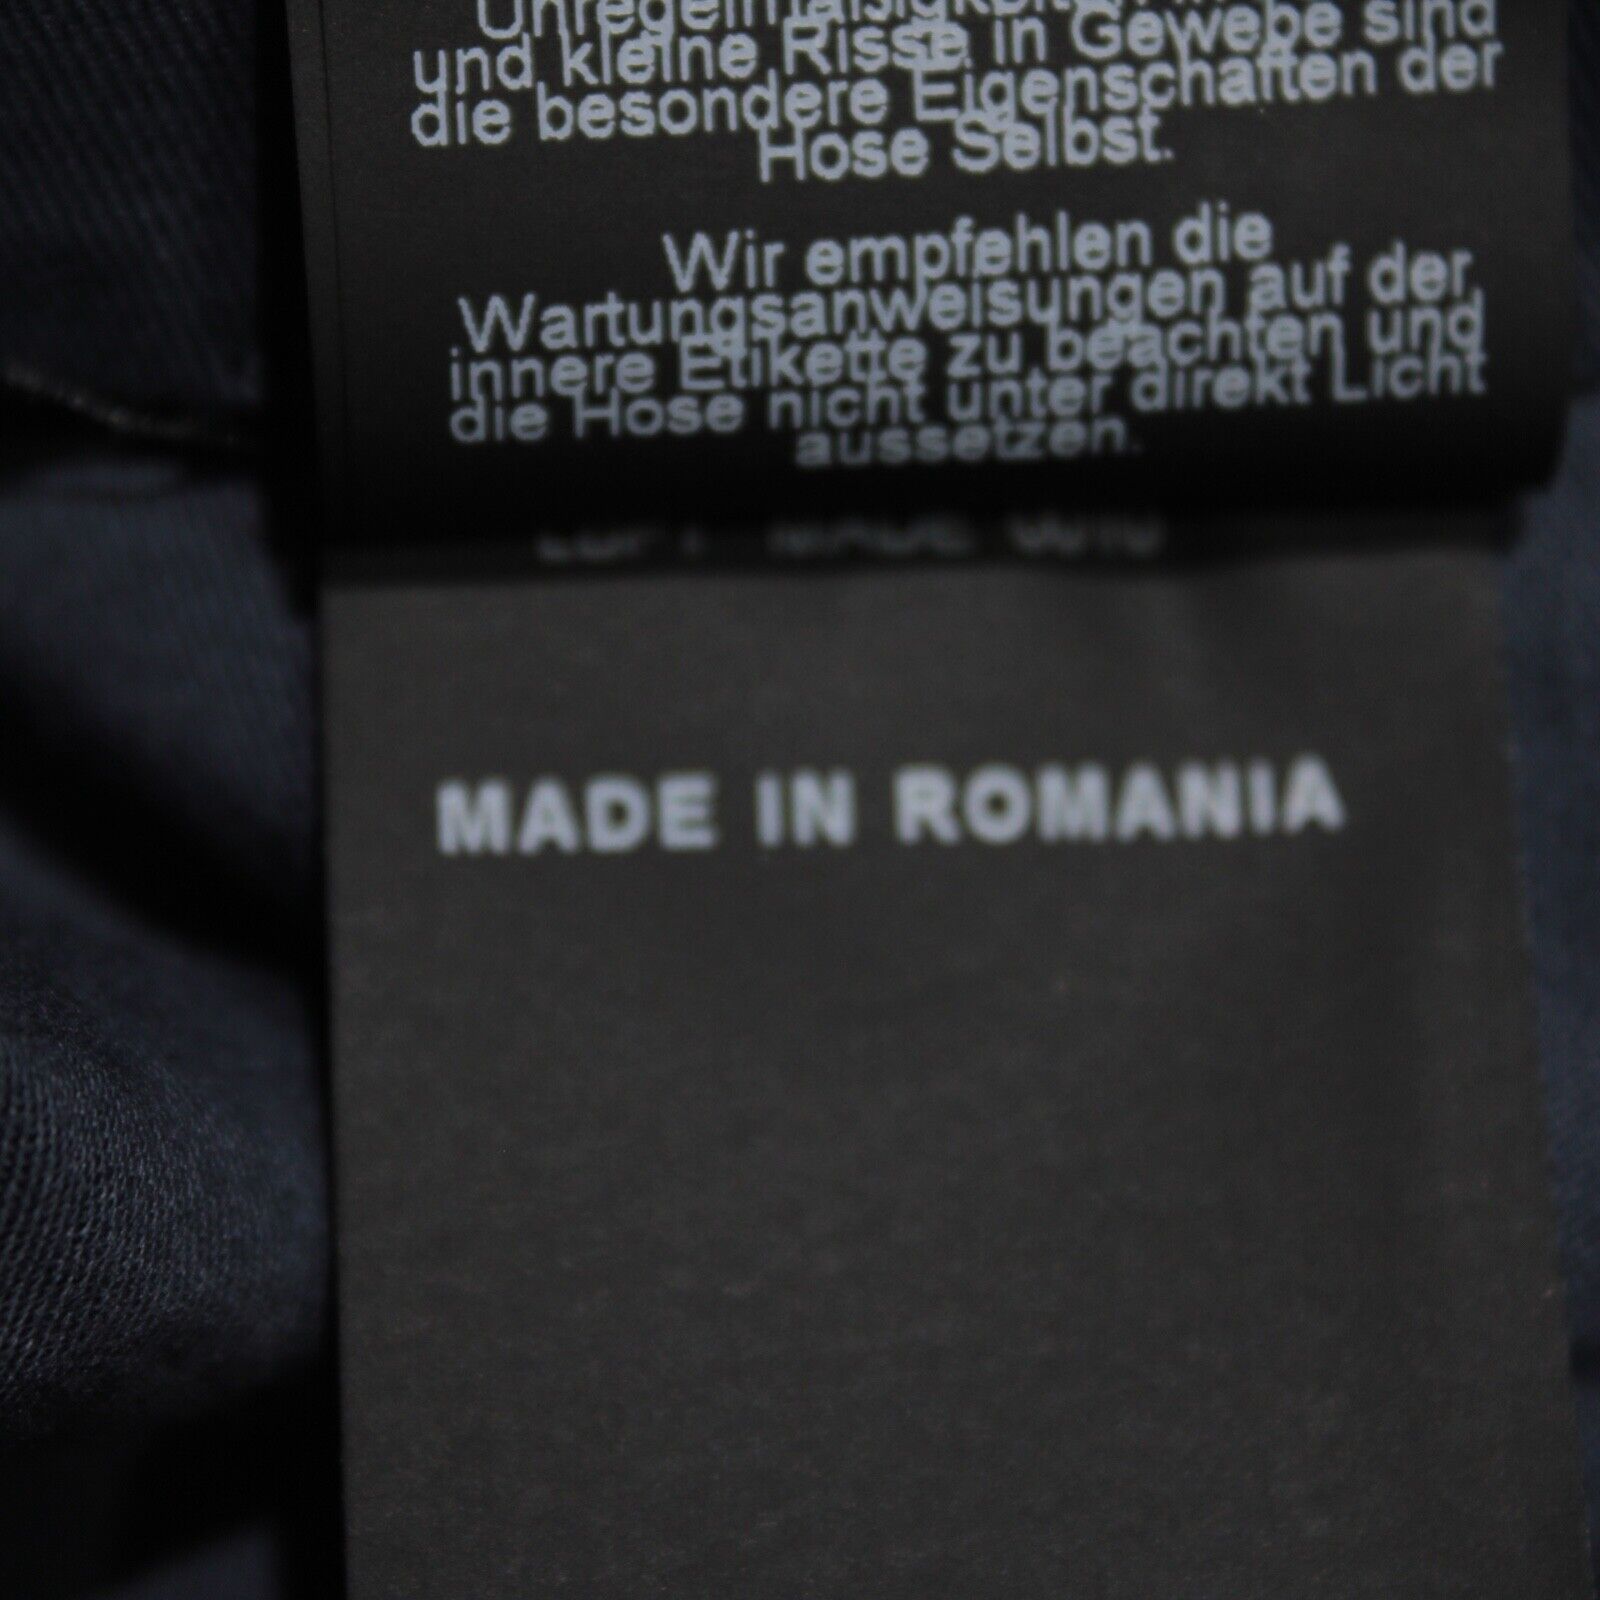 Unregelmäßigkeiten
und kleine Risse in Gewebe sind
die besondere Eigenschaften der
Hose Selbst.
Wir empfehlen die
Wartungsanweisungen auf der
innere Etikette zu beachten und
die Hose nicht unter direkt Licht
aussetzen.
MADE IN ROMANIA